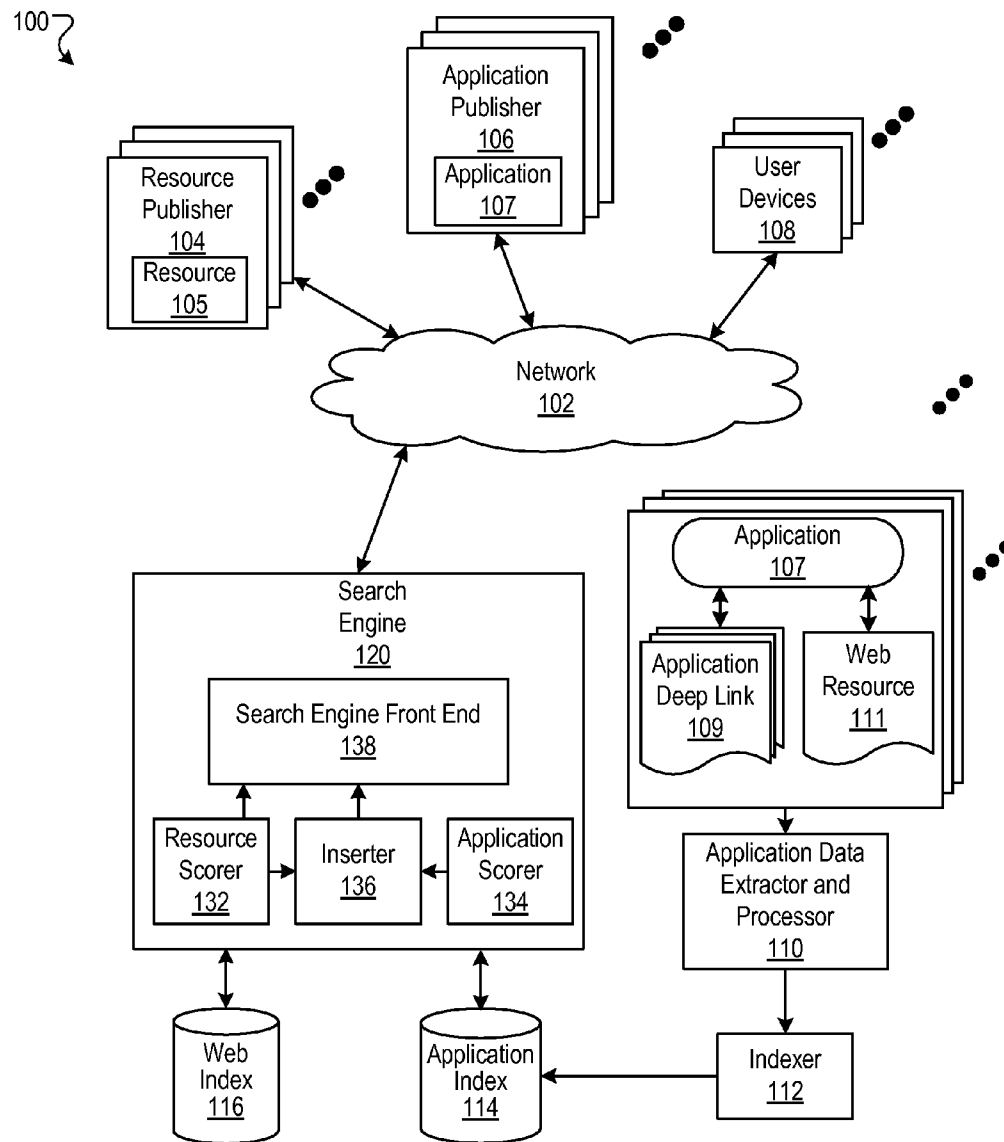 100
Application
Publisher
106
Application
107
Resource
Publisher
104
Resource
105
User
Devices
108
Network
102
Search
Engine
120
Search Engine Front End
138
Resource
Scorer
132
Inserter
136
Application
Scorer
134
Application
107
Application
Deep Link
109
Web
Resource
111
Application Data
Extractor and
Processor
110
Web
Index
116
Application
Index
114
Indexer
112